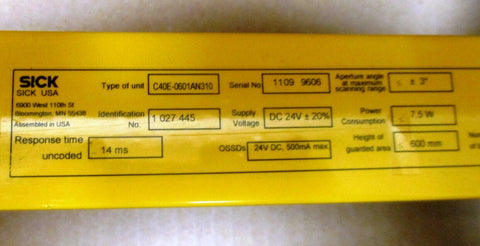 SICK
SICK USA
6900 West 110th St
Bloomington, MN 55438
Assembled in USA
Type of unit C40E-0601AN310
Serial No 1109 9606
Aperture angle
at maximum
scanning range ≤ ± 3°
Identification
No. 1 027 445
Supply
Voltage DC 24V ± 20%
Power
Consumption ≤ 7.5 W
Response time
uncoded 14 ms
OSSDs 24V DC, 500mA max
Height of
guarded area ≤ 600 mm